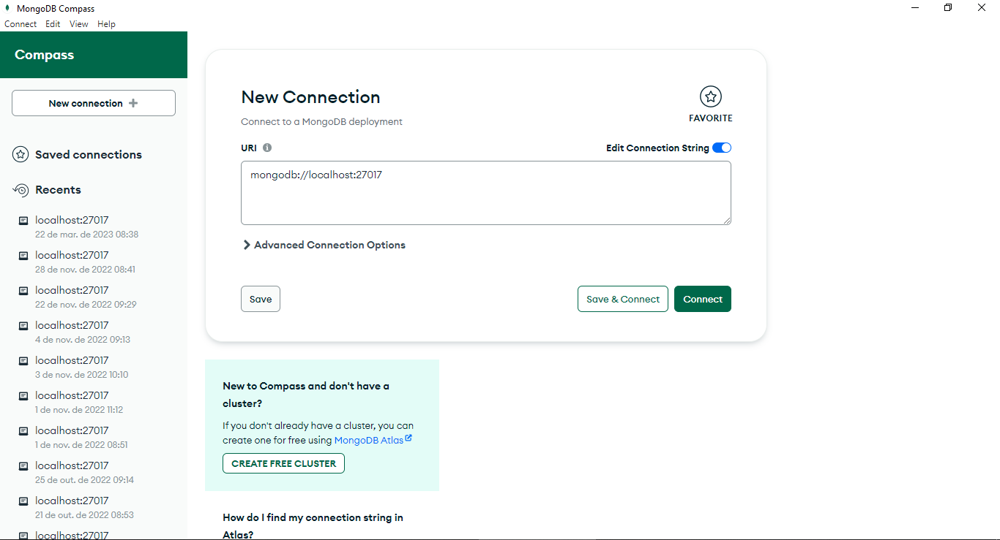 MongoDB Compass
Connect Edit View Help
Compass
New connection
Saved connections
Recents
localhost:27017
22 de mar. de 2023 08:38
localhost:27017
28 de nov. de 2022 08:41
localhost:27017
22 de nov. de 2022 09:29
localhost:27017
4 de nov. de 2022 09:13
localhost:27017
3 de nov. de 2022 10:10
localhost:27017
1 de nov. de 2022 11:12
localhost:27017
1 de nov. de 2022 08:51
localhost:27017
25 de out. de 2022 09:14
localhost:27017
21 de out. de 2022 08:53
localhost:27017
New Connection
Connect to a MongoDB deployment
FAVORITE
URI
Edit Connection String
mongodb://localhost:27017
Advanced Connection Options
Save
Save & Connect
Connect
New to Compass and don't have a
cluster?
If you don't already have a cluster, you can
create one for free using MongoDB Atlas
CREATE FREE CLUSTER
How do I find my connection string in
Atlas?